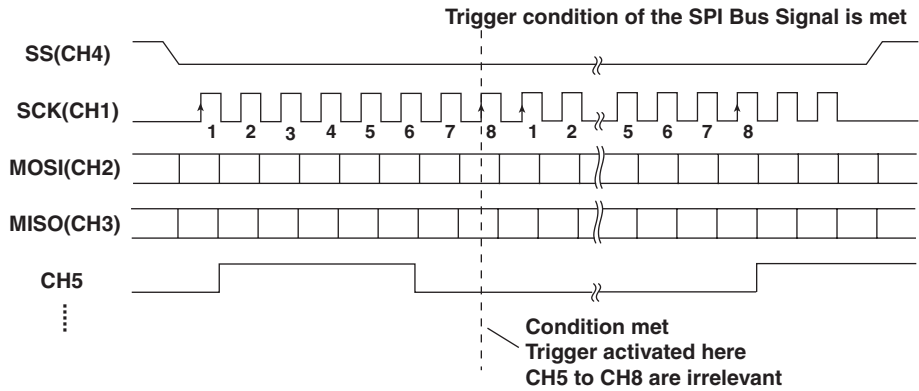 Trigger condition of the SPI Bus Signal is met
SS(CH4)
SCK(CH1)
1 2 3 4 5 6 7 8 1 2 5 6 7 8
MOSI(CH2)
MISO(CH3)
CH5
Condition met
Trigger activated here
CH5 to CH8 are irrelevant